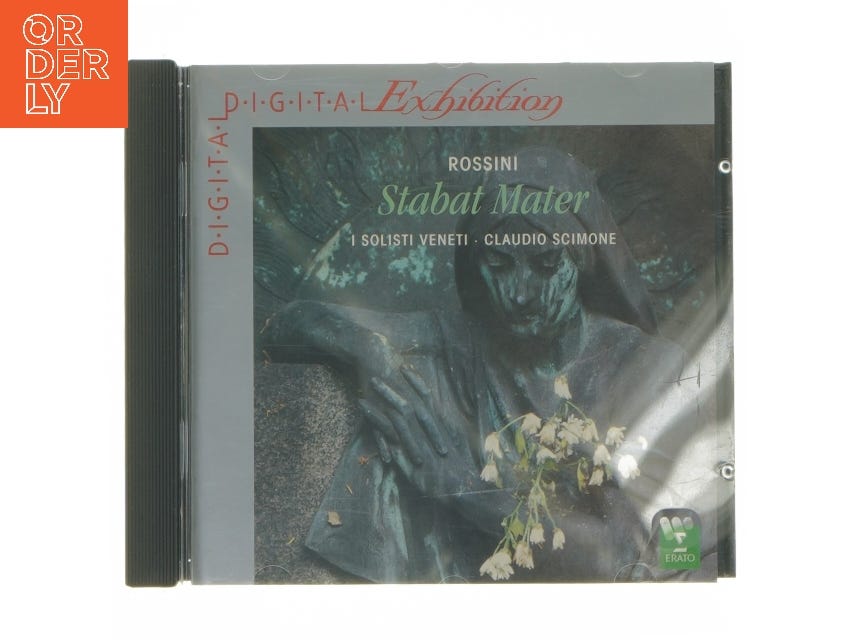 OR
DER
LY
D·I·G·I·T·A·L Exhibition
D·I·G·I·T·A·L
ROSSINI
Stabat Mater
I SOLISTI VENETI · CLAUDIO SCIMONE
ERATO